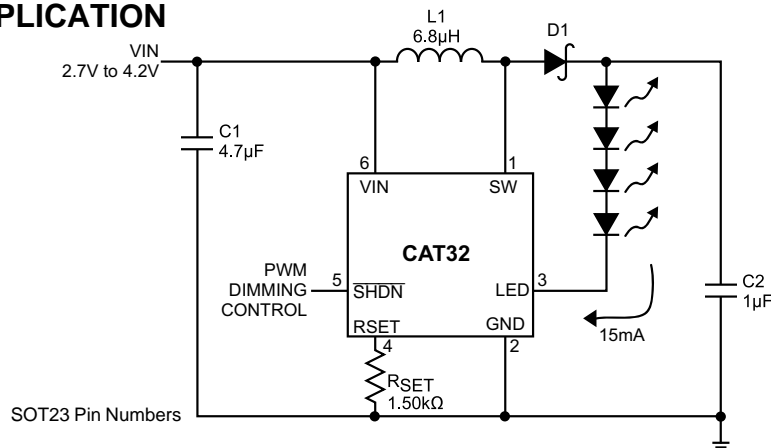 PLICATION
L1
6.8µH
D1
VIN
2.7V to 4.2V
C1
4.7µF
6
1
VIN
SW
CAT32
PWM
DIMMING
CONTROL
5
SHDN
LED
3
RSET
GND
4
2
C2
1µF
15mA
RSET
1.50kΩ
SOT23 Pin Numbers